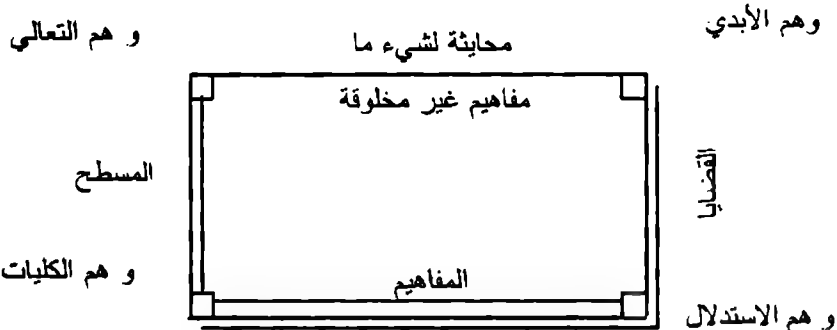 وهم الأبدي
محايثة لشيء ما
و هم التعالي
مفاهيم غير مخلوقة
القضايا
المسطح
المفاهيم
و هم الكليات
و هم الاستدلال